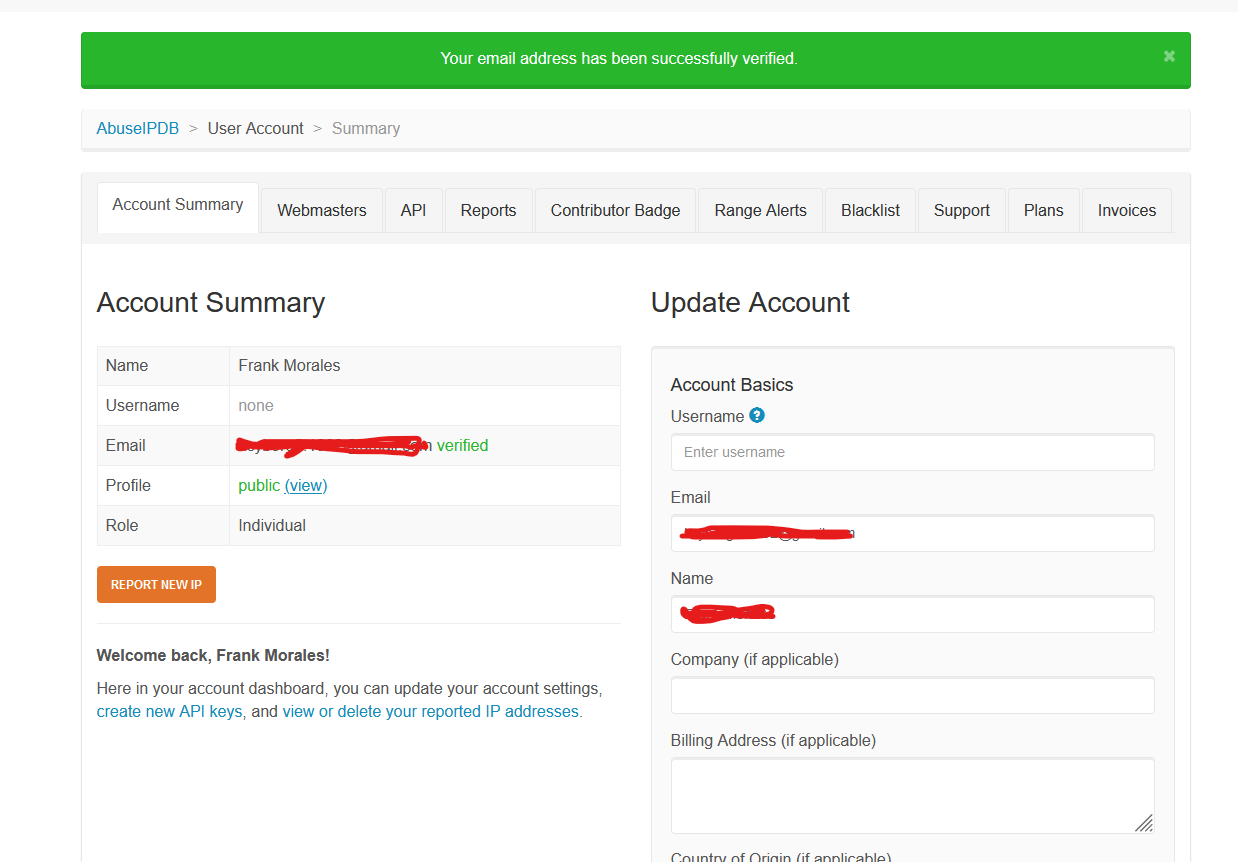 Your email address has been successfully verified.
×
AbuseIPDB > User Account > Summary
Account Summary Webmasters API Reports Contributor Badge Range Alerts Blacklist Support Plans Invoices
Account Summary
Name Frank Morales
Username none
Email verified
Profile public (view)
Role Individual
REPORT NEW IP
Welcome back, Frank Morales!
Here in your account dashboard, you can update your account settings,
create new API keys, and view or delete your reported IP addresses.
Update Account
Account Basics
Username ?
Enter username
Email
Name
Company (if applicable)
Billing Address (if applicable)
Country of Origin (if applicable)